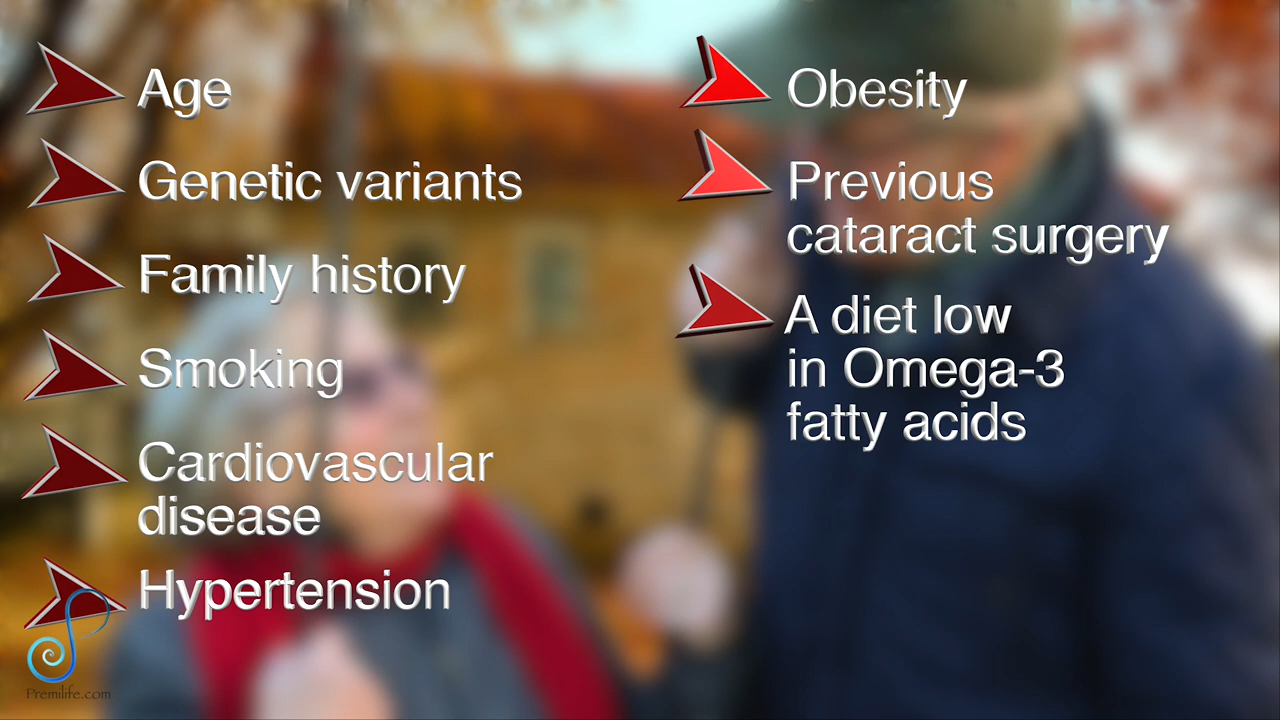 Age
Genetic variants
Family history
Smoking
Cardiovascular
disease
Hypertension
Obesity
Previous
cataract surgery
A diet low
in Omega-3
fatty acids
Premilife.com